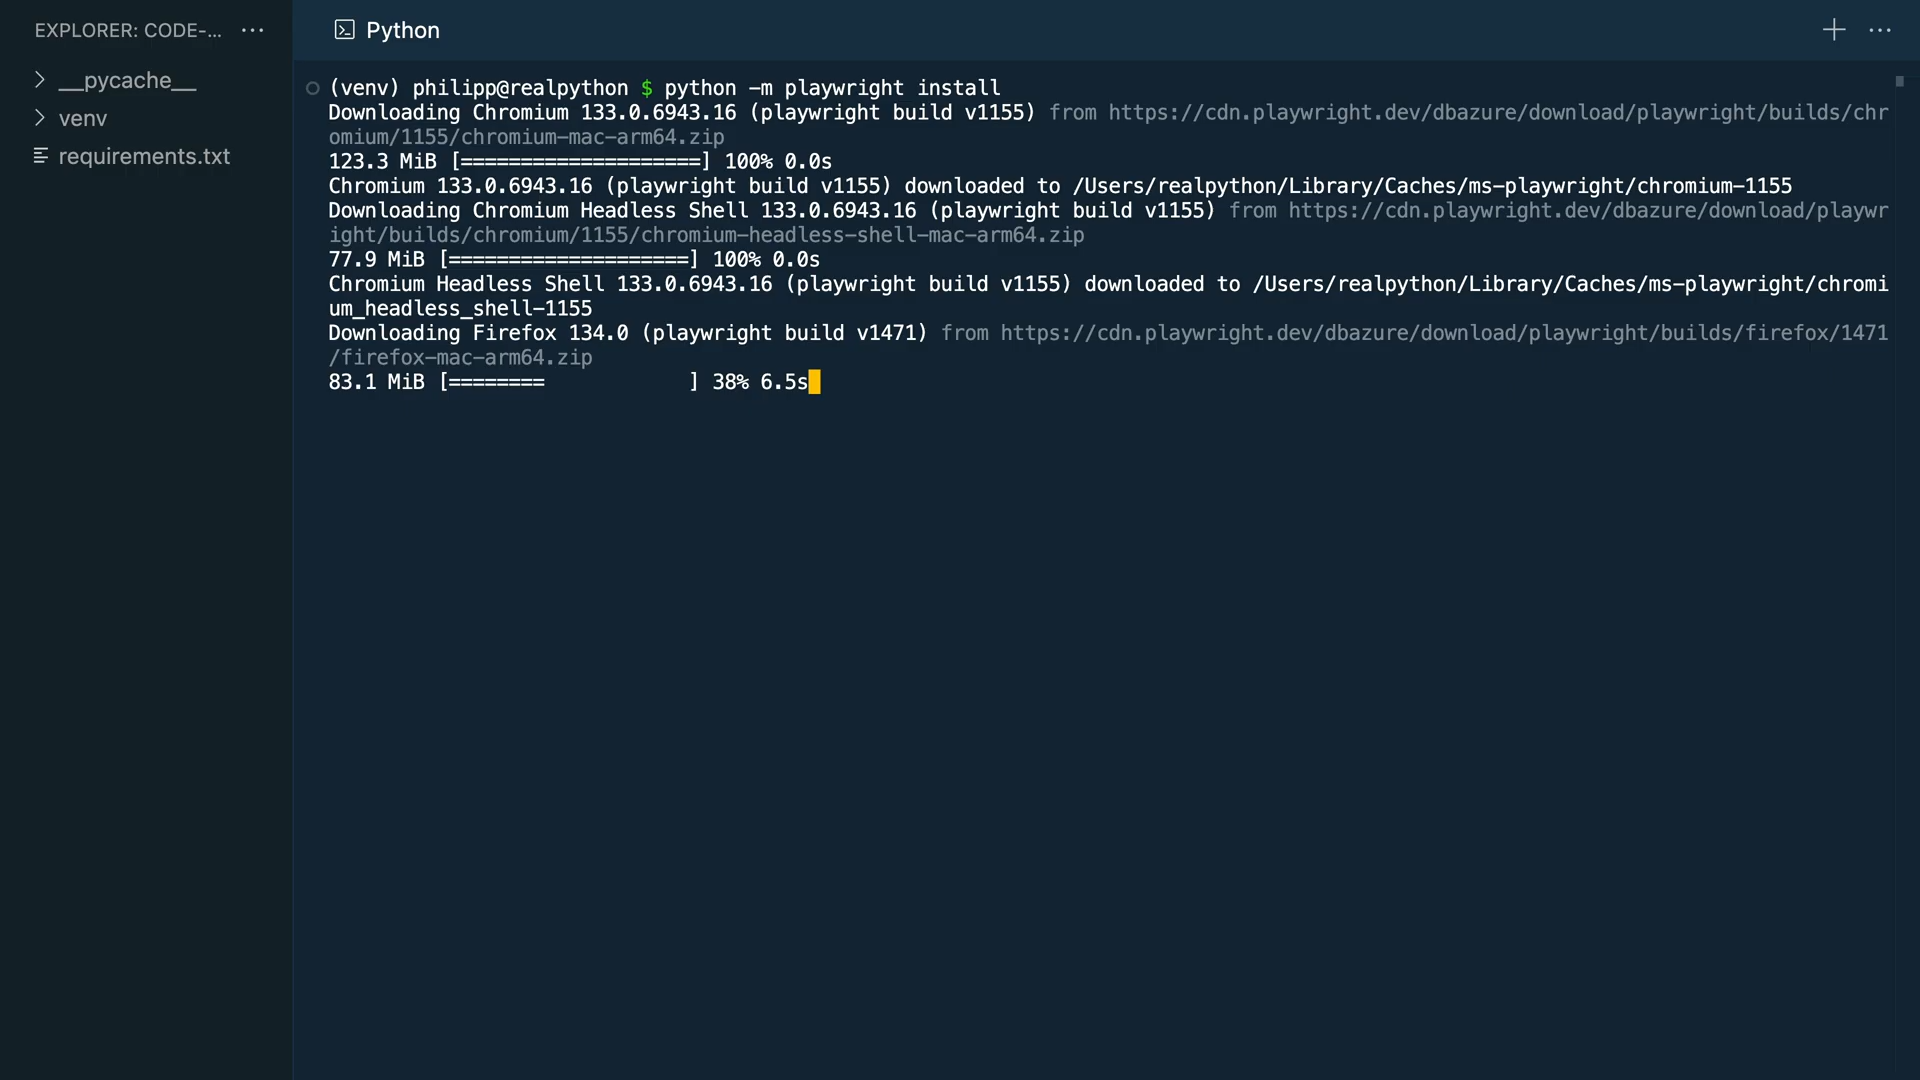 EXPLORER: CODE-... ...
Python
__pycache__
venv
requirements.txt
(venv) philipp@realpython $ python -m playwright install
Downloading Chromium 133.0.6943.16 (playwright build v1155) from https://cdn.playwright.dev/dbazure/download/playwright/builds/chr
omium/1155/chromium-mac-arm64.zip
123.3 MiB [====================] 100% 0.0s
Chromium 133.0.6943.16 (playwright build v1155) downloaded to /Users/realpython/Library/Caches/ms-playwright/chromium-1155
Downloading Chromium Headless Shell 133.0.6943.16 (playwright build v1155) from https://cdn.playwright.dev/dbazure/download/playwr
ight/builds/chromium/1155/chromium-headless-shell-mac-arm64.zip
77.9 MiB [====================] 100% 0.0s
Chromium Headless Shell 133.0.6943.16 (playwright build v1155) downloaded to /Users/realpython/Library/Caches/ms-playwright/chromi
um_headless_shell-1155
Downloading Firefox 134.0 (playwright build v1471) from https://cdn.playwright.dev/dbazure/download/playwright/builds/firefox/1471
/firefox-mac-arm64.zip
83.1 MiB [========            ] 38% 6.5s